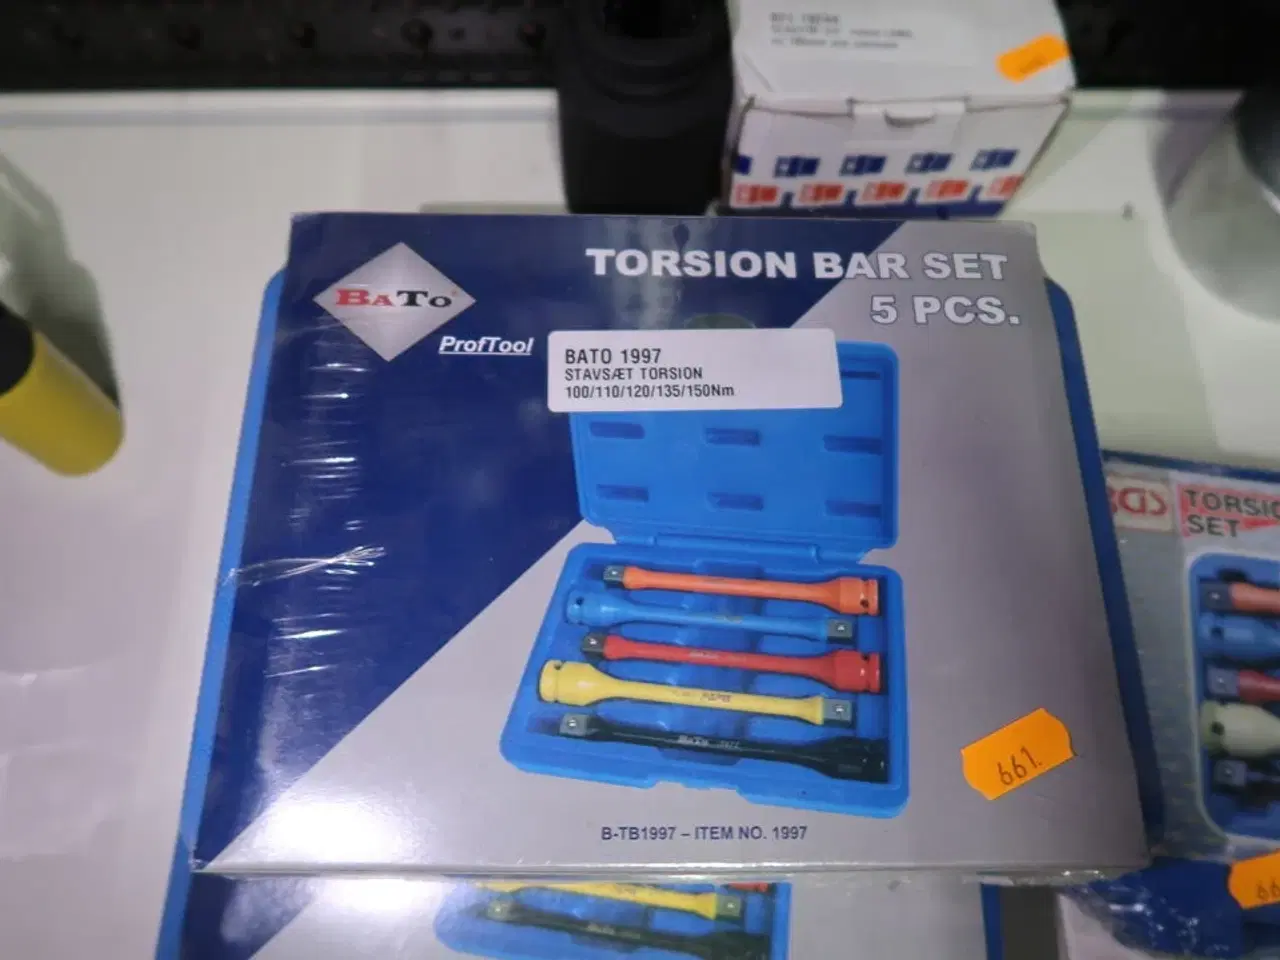 TORSION BAR SET
5 PCS.
BATO
ProfTool
BATO 1997
STAVSÆT TORSION
100/110/120/135/150Nm
661.
B-TB1997 – ITEM NO. 1997
BGS
TORSIO
SET